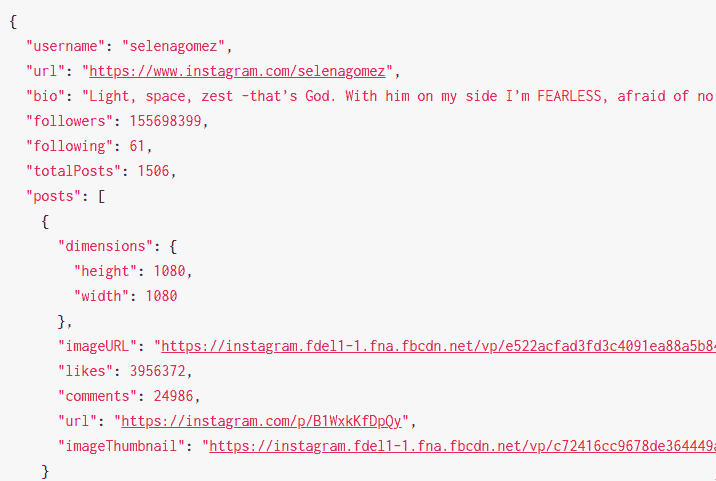 {
"username": "selenagomez",
"url": "https://www.instagram.com/selenagomez",
"bio": "Light, space, zest -that’s God. With him on my side I’m FEARLESS, afraid of no
"followers": 155698399,
"following": 61,
"totalPosts": 1506,
"posts": [
{
"dimensions": {
"height": 1080,
"width": 1080
},
"imageURL": "https://instagram.fdel1-1.fna.fbcdn.net/vp/e522acfad3fd3c4091ea88a5b84
"likes": 3956372,
"comments": 24986,
"url": "https://instagram.com/p/B1WxkKfDpQy",
"imageThumbnail": "https://instagram.fdel1-1.fna.fbcdn.net/vp/c72416cc9678de364449a
}